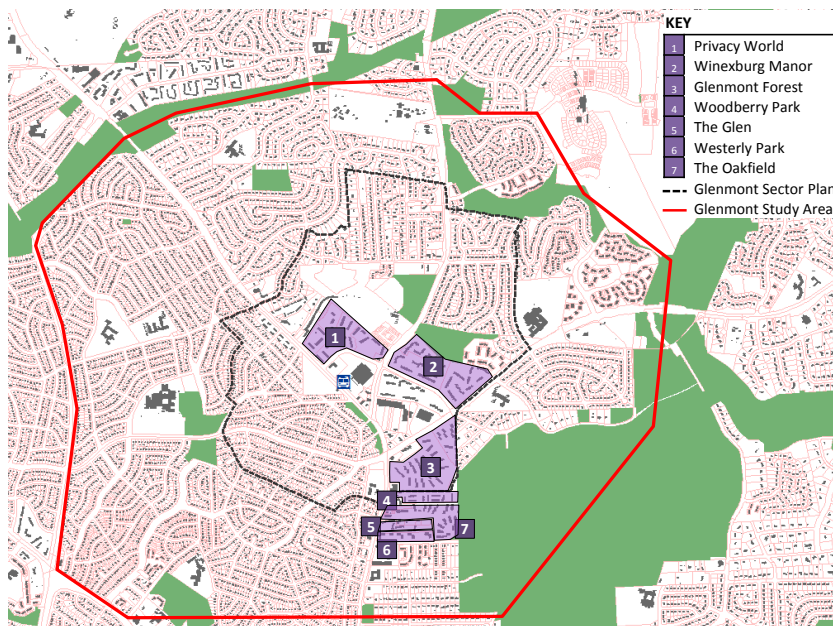 KEY
1 Privacy World
2 Winexburg Manor
3 Glenmont Forest
4 Woodberry Park
5 The Glen
6 Westerly Park
7 The Oakfield
Glenmont Sector Plan
Glenmont Study Area
1
2
3
4
5
7
6